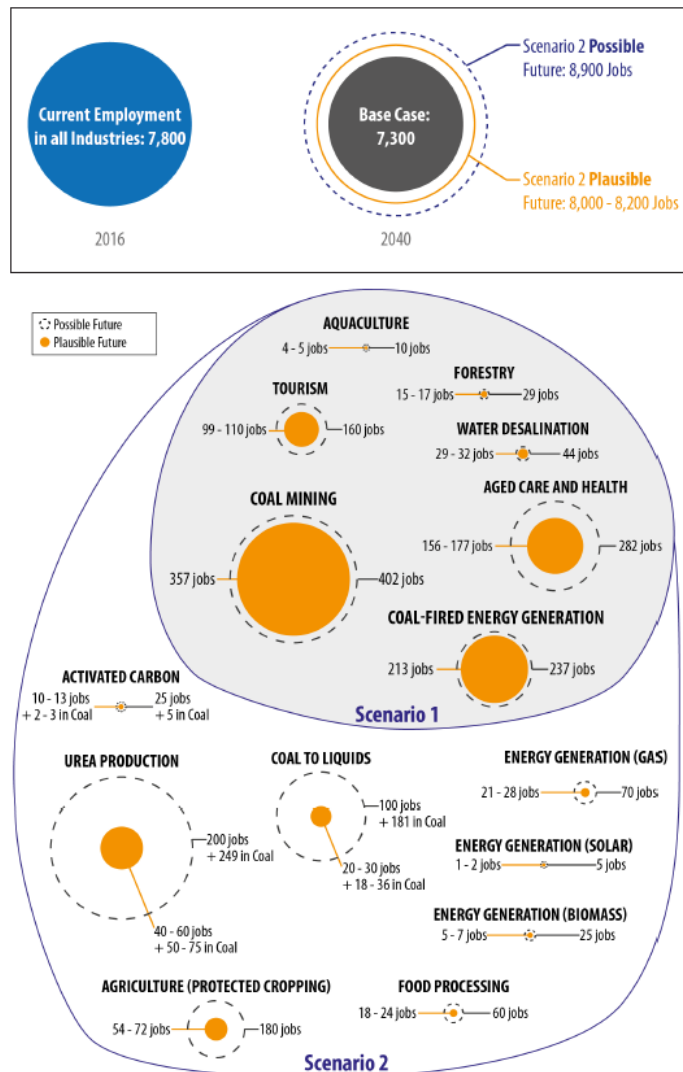 Current Employment
in all Industries: 7,800
2016
Base Case:
7,300
2040
Scenario 2 Possible
Future: 8,900 Jobs
Scenario 2 Plausible
Future: 8,000 - 8,200 Jobs
Possible Future
Plausible Future
AQUACULTURE
4 - 5 jobs
10 jobs
FORESTRY
15 - 17 jobs
29 jobs
TOURISM
99 - 110 jobs
160 jobs
WATER DESALINATION
29 - 32 jobs
44 jobs
AGED CARE AND HEALTH
156 - 177 jobs
282 jobs
COAL MINING
357 jobs
402 jobs
COAL-FIRED ENERGY GENERATION
213 jobs
237 jobs
Scenario 1
ACTIVATED CARBON
10 - 13 jobs
+ 2 - 3 in Coal
25 jobs
+ 5 in Coal
UREA PRODUCTION
200 jobs
+ 249 in Coal
40 - 60 jobs
+ 50 - 75 in Coal
COAL TO LIQUIDS
100 jobs
+ 181 in Coal
20 - 30 jobs
+ 18 - 36 in Coal
ENERGY GENERATION (GAS)
21 - 28 jobs
70 jobs
ENERGY GENERATION (SOLAR)
1 - 2 jobs
5 jobs
ENERGY GENERATION (BIOMASS)
5 - 7 jobs
25 jobs
AGRICULTURE (PROTECTED CROPPING)
54 - 72 jobs
180 jobs
FOOD PROCESSING
18 - 24 jobs
60 jobs
Scenario 2